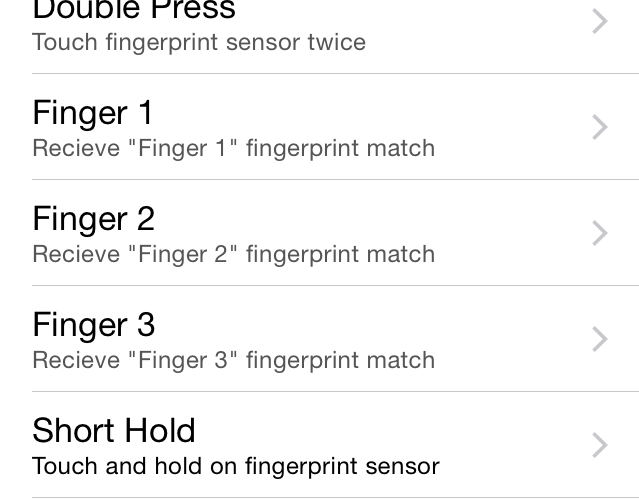 Double Press
Touch fingerprint sensor twice
Finger 1
Recieve "Finger 1" fingerprint match
Finger 2
Recieve "Finger 2" fingerprint match
Finger 3
Recieve "Finger 3" fingerprint match
Short Hold
Touch and hold on fingerprint sensor